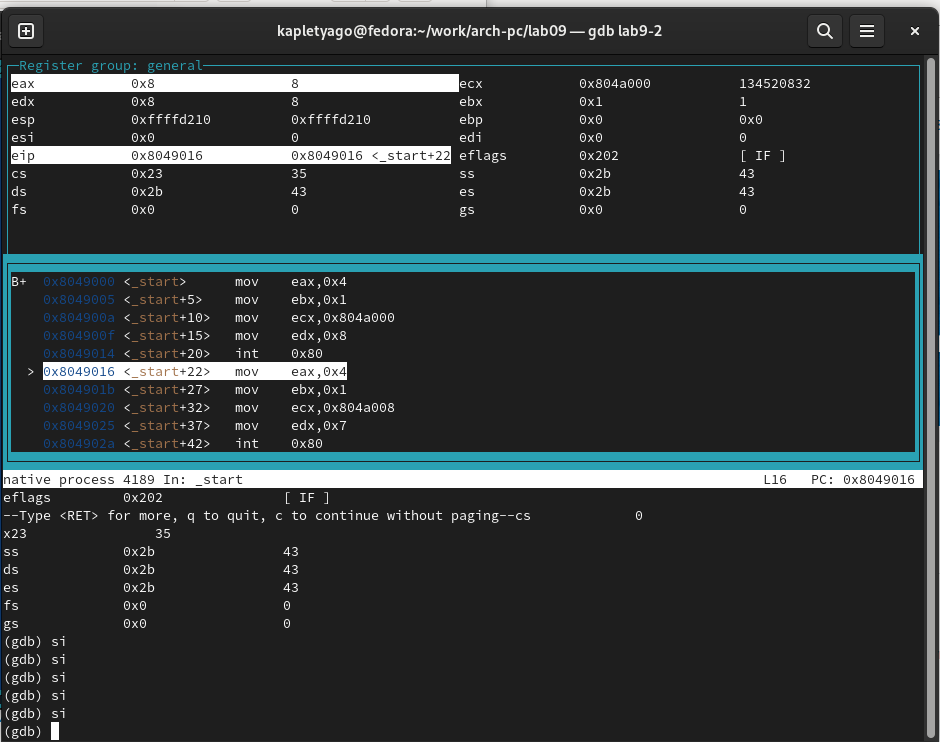 kapletyago@fedora:~/work/arch-pc/lab09 — gdb lab9-2
Register group: general
eax 0x8 8 ecx 0x804a000 134520832
edx 0x8 8 ebx 0x1 1
esp 0xffffd210 0xffffd210 ebp 0x0 0x0
esi 0x0 0 edi 0x0 0
eip 0x8049016 0x8049016 <_start+22 eflags 0x202 [ IF ]
cs 0x23 35 ss 0x2b 43
ds 0x2b 43 es 0x2b 43
fs 0x0 0 gs 0x0 0
B+ 0x8049000 <_start> mov eax,0x4
0x8049005 <_start+5> mov ebx,0x1
0x804900a <_start+10> mov ecx,0x804a000
0x804900f <_start+15> mov edx,0x8
0x8049014 <_start+20> int 0x80
> 0x8049016 <_start+22> mov eax,0x4
0x804901b <_start+27> mov ebx,0x1
0x8049020 <_start+32> mov ecx,0x804a008
0x8049025 <_start+37> mov edx,0x7
0x804902a <_start+42> int 0x80
native process 4189 In: _start L16 PC: 0x8049016
eflags 0x202 [ IF ]
--Type <RET> for more, q to quit, c to continue without paging--cs 0
x23 35
ss 0x2b 43
ds 0x2b 43
es 0x2b 43
fs 0x0 0
gs 0x0 0
(gdb) si
(gdb) si
(gdb) si
(gdb) si
(gdb) si
(gdb)